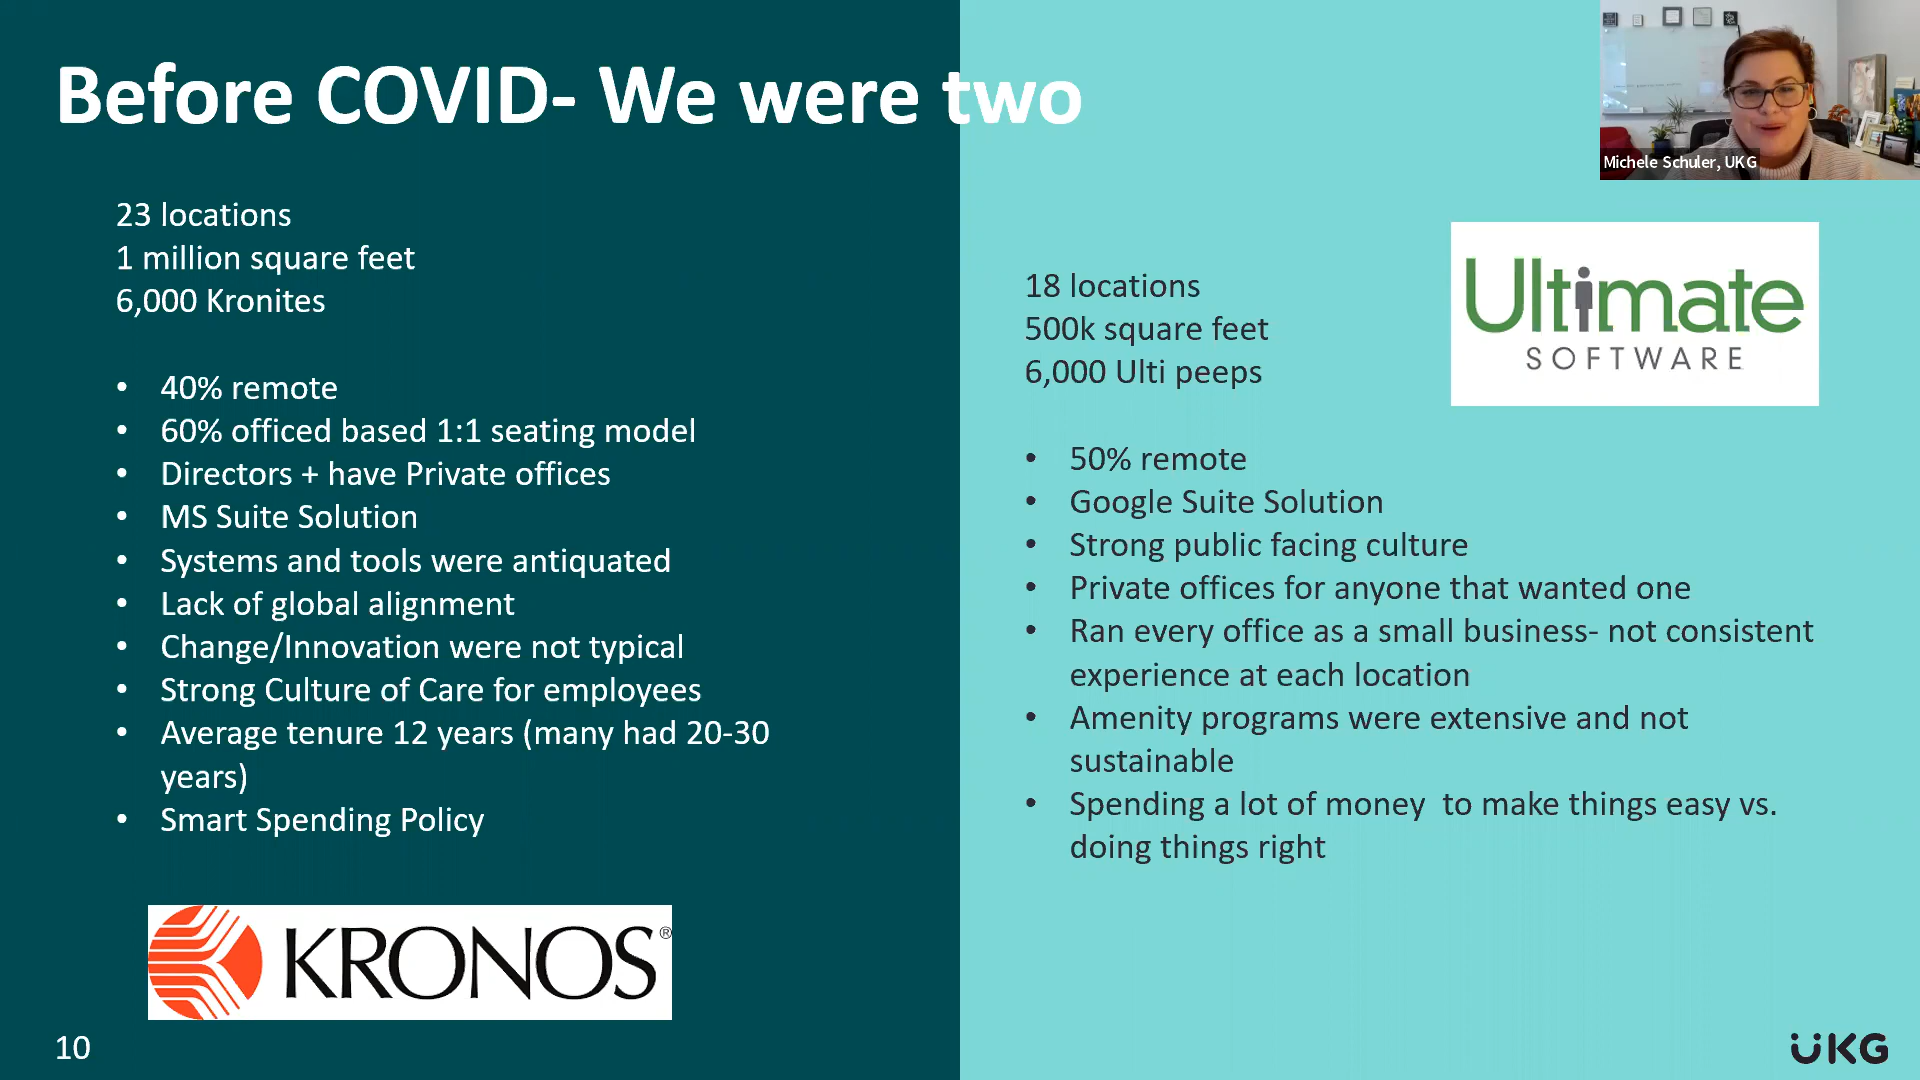 Before COVID- We were two
Michele Schuler, UKG
23 locations
1 million square feet
6,000 Kronites
• 40% remote
• 60% officed based 1:1 seating model
• Directors + have Private offices
• MS Suite Solution
• Systems and tools were antiquated
• Lack of global alignment
• Change/Innovation were not typical
• Strong Culture of Care for employees
• Average tenure 12 years (many had 20-30
years)
• Smart Spending Policy
KRONOS®
10
Ultimate
SOFTWARE
18 locations
500k square feet
6,000 Ulti peeps
• 50% remote
• Google Suite Solution
• Strong public facing culture
• Private offices for anyone that wanted one
• Ran every office as a small business- not consistent
experience at each location
• Amenity programs were extensive and not
sustainable
• Spending a lot of money  to make things easy vs.
doing things right
UKG